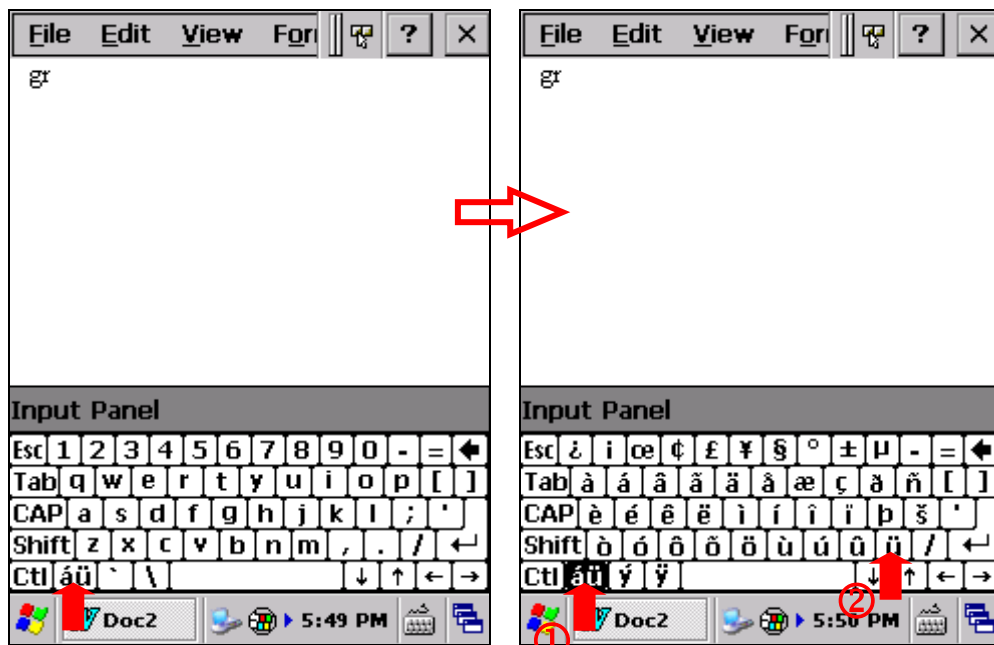 File Edit View For ? ×
gr
Input Panel
Esc 1 2 3 4 5 6 7 8 9 0 - =
Tab q w e r t y u i o p [ ]
CAP a s d f g h j k l ; '
Shift z x c v b n m , . /
Ctl áü ` \ ↓ ↑ ← →
Doc2 5:49 PM
File Edit View For ? ×
gr
Input Panel
Esc ¿ ¡ œ ¢ £ ¥ § º ± µ - =
Tab à á â ã ä å æ ç ð ñ [ ]
CAP è é ê ë ì í î ï þ š '
Shift ò ó ô õ ö ù ú û ü /
Ctl áü ý ÿ ↓ ↑ ← →
Doc2 5:50 PM
① ②